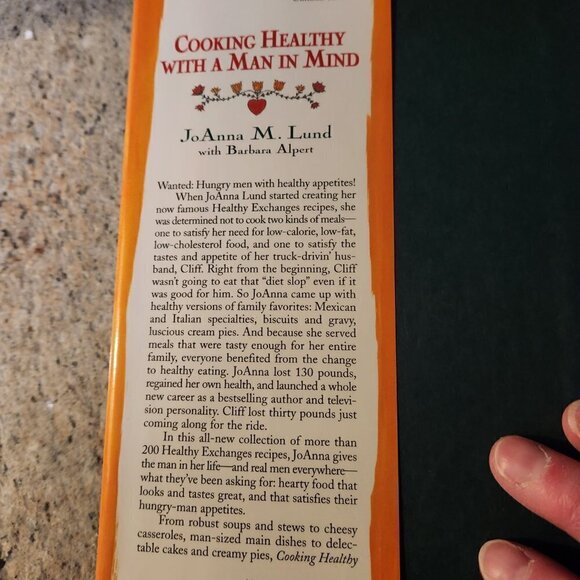 COOKING HEALTHY
WITH A MAN IN MIND
JoAnna M. Lund
with Barbara Alpert
Wanted: Hungry men with healthy appetites!
When JoAnna Lund started creating her
now famous Healthy Exchanges recipes, she
was determined not to cook two kinds of meals—
one to satisfy her need for low-calorie, low-fat,
low-cholesterol food, and one to satisfy the
tastes and appetite of her truck-drivin' hus-
band, Cliff. Right from the beginning, Cliff
wasn't going to eat that "diet slop" even if it
was good for him. So JoAnna came up with
healthy versions of family favorites: Mexican
and Italian specialties, biscuits and gravy,
luscious cream pies. And because she served
meals that were tasty enough for her entire
family, everyone benefited from the change
to healthy eating. JoAnna lost 130 pounds,
regained her own health, and launched a whole
new career as a bestselling author and televi-
sion personality. Cliff lost thirty pounds just
coming along for the ride.
In this all-new collection of more than
200 Healthy Exchanges recipes, JoAnna gives
the man in her life—and real men everywhere—
what they've been asking for: hearty food that
looks and tastes great, and that satisfies their
hungry-man appetites.
From robust soups and stews to cheesy
casseroles, man-sized main dishes to delec-
table cakes and creamy pies, Cooking Healthy